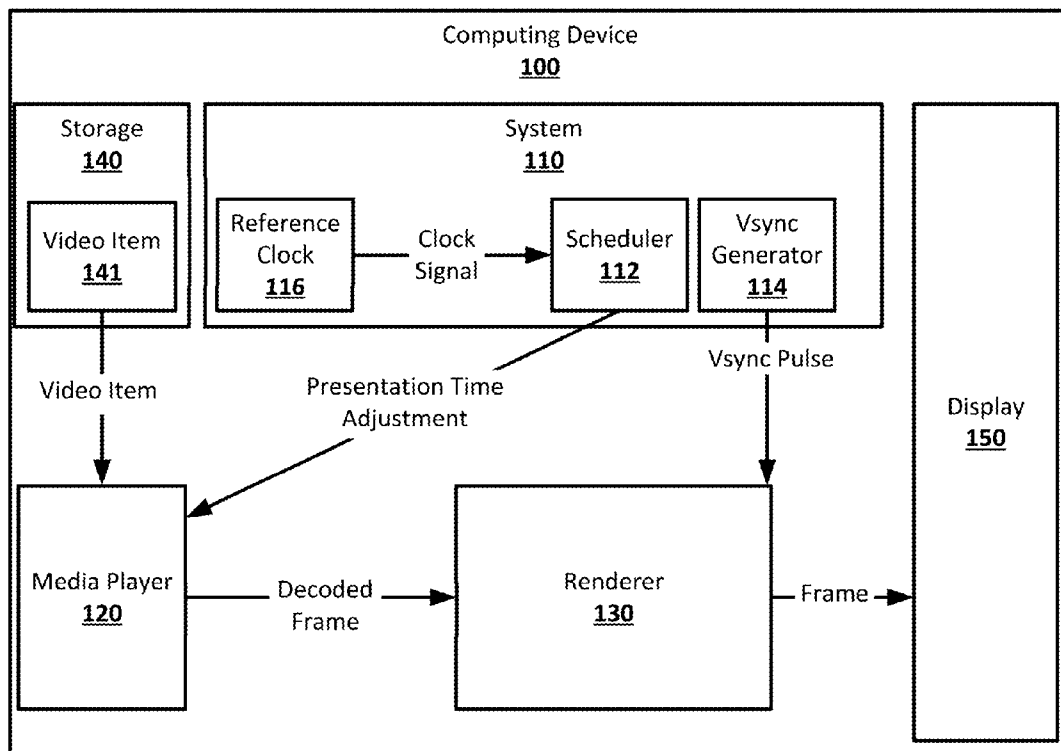 Computing Device
100
Storage
140
System
110
Video Item
141
Reference
Clock
116
Clock
Signal
Scheduler
112
Vsync
Generator
114
Video Item
Presentation Time
Adjustment
Vsync Pulse
Display
150
Media Player
120
Decoded
Frame
Renderer
130
Frame